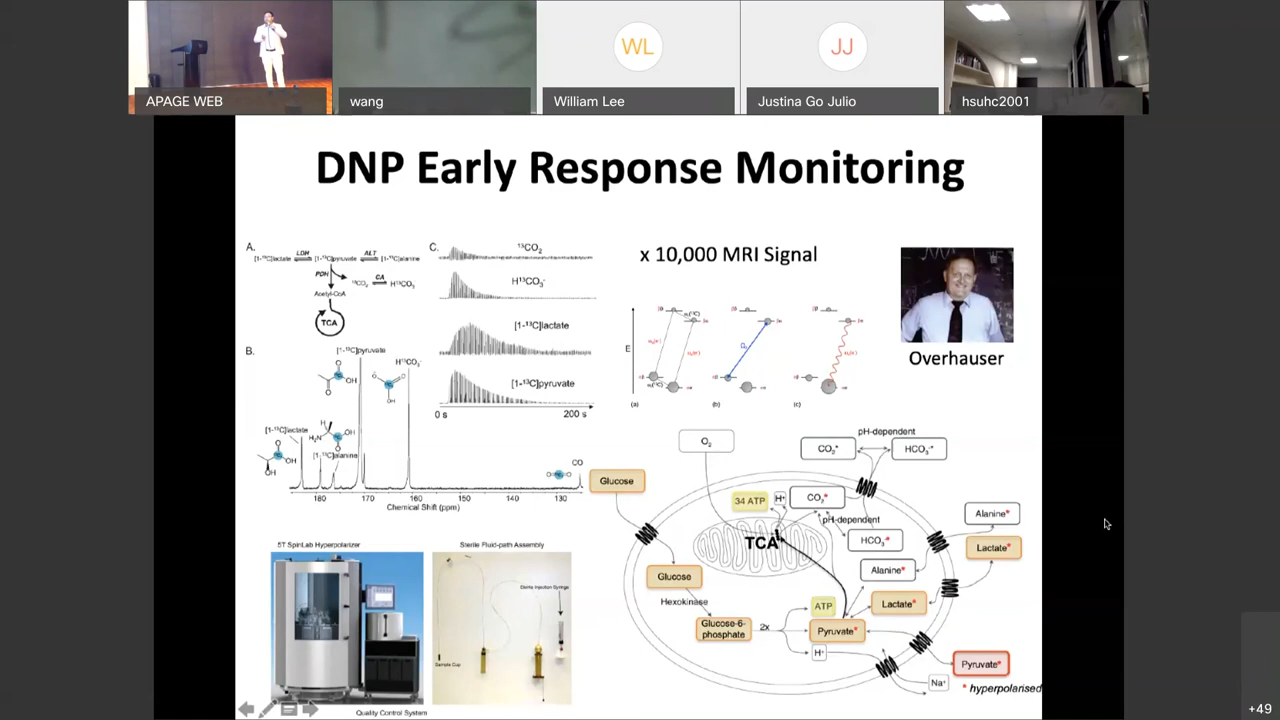 APAGE WEB
wang
WL
William Lee
JJ
Justina Go Julio
hsuhc2001
DNP Early Response Monitoring
A.
LDH
ALT
[1-¹³C]lactate
[1-¹³C]pyruvate
[1-¹³C]alanine
PDH
CA
¹³CO₂
H¹³CO₃⁻
Acetyl-CoA
TCA
C.
¹³CO₂
H¹³CO₃⁻
[1-¹³C]lactate
[1-¹³C]pyruvate
0 s
200 s
B.
[1-¹³C]pyruvate
H¹³CO₃⁻
[1-¹³C]lactate
[1-¹³C]alanine
CO
180
170
160
150
140
130
Chemical Shift (ppm)
x 10,000 MRI Signal
E
(a)
(b)
(c)
Overhauser
5T SpinLab Hyperpolarizer
Sterile Fluid-path Assembly
Sample Cup
Quality Control System
O₂
pH-dependent
CO₂*
HCO₃⁻*
Glucose
34 ATP
H⁺
CO₂*
pH-dependent
TCA
HCO₃⁻*
Alanine*
Lactate*
Glucose
Alanine*
Hexokinase
ATP
Lactate*
Glucose-6-
phosphate
2x
Pyruvate*
H⁺
Pyruvate*
Na⁺
* hyperpolarised
+49